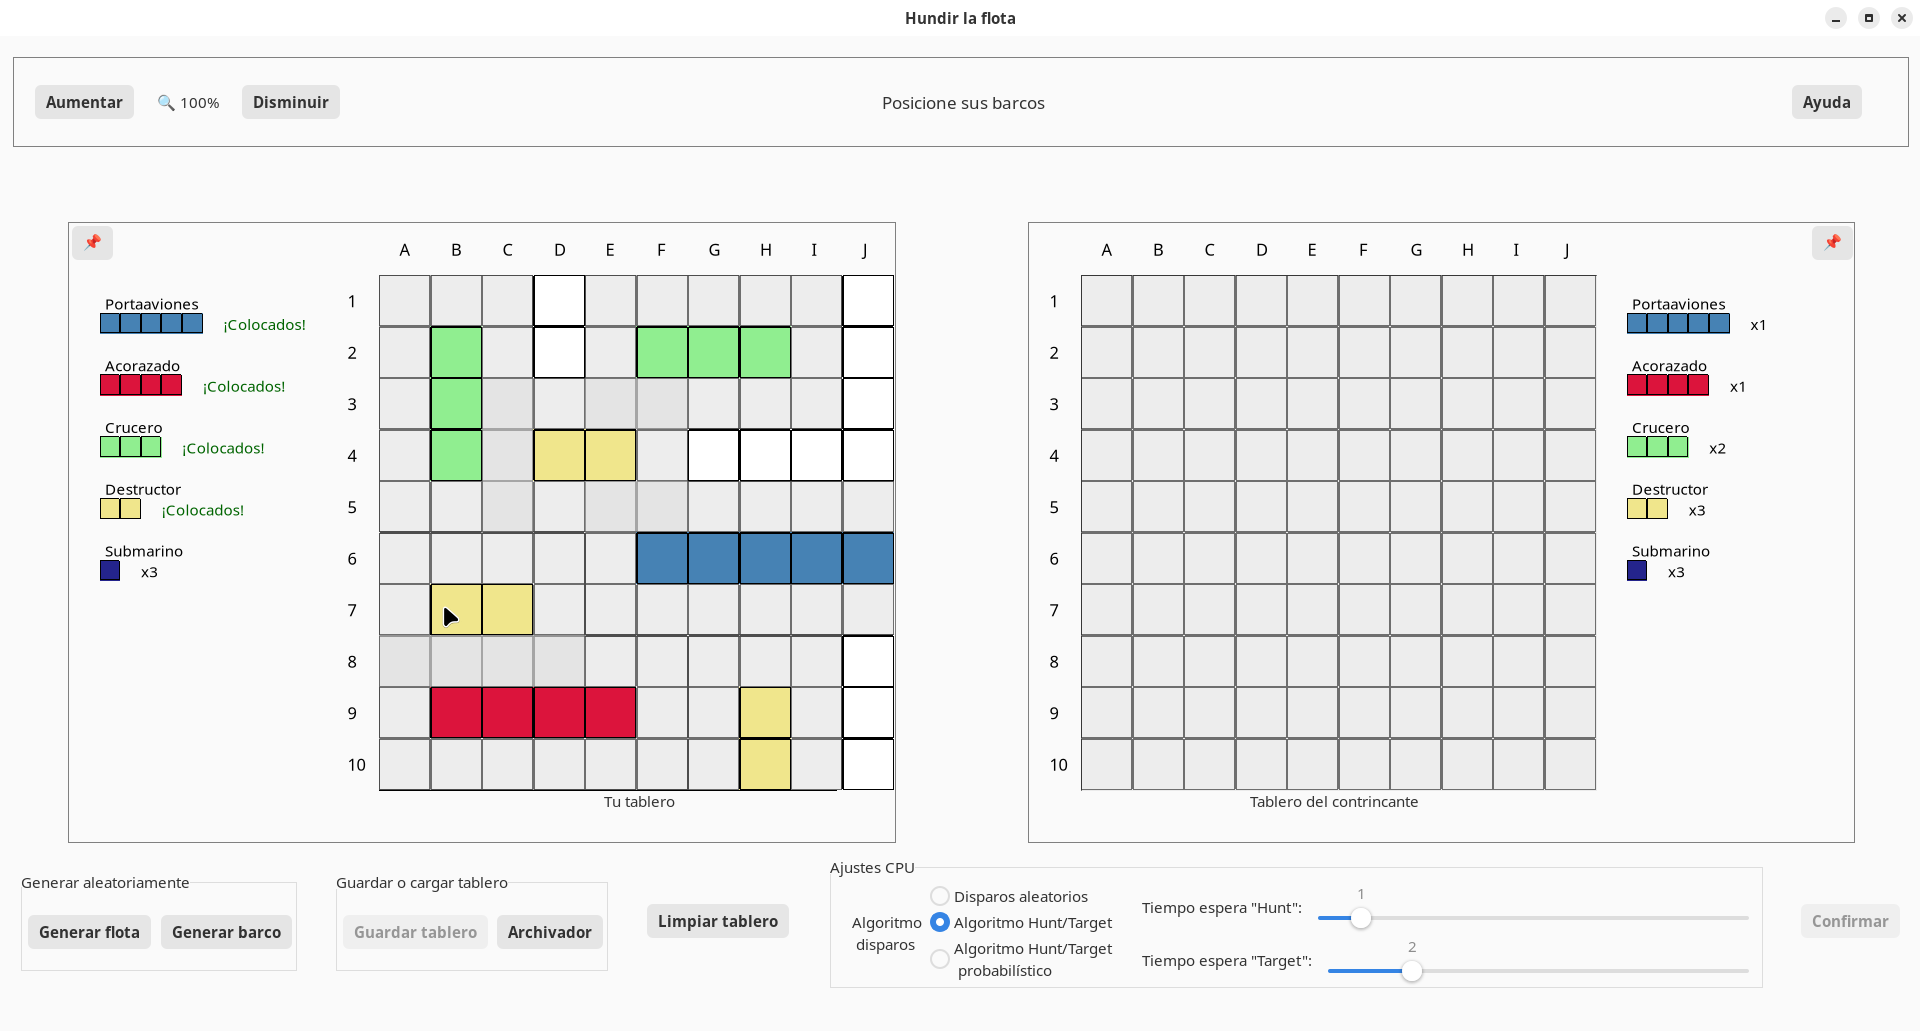 Hundir la flota
Aumentar 🔍 100% Disminuir Posicione sus barcos Ayuda
A B C D E F G H I J
1
2
3
4
5
6
7
8
9
10
Portaaviones
¡Colocados!
Acorazado
¡Colocados!
Crucero
¡Colocados!
Destructor
¡Colocados!
Submarino
x3
Tu tablero
A B C D E F G H I J
1
2
3
4
5
6
7
8
9
10
Portaaviones
x1
Acorazado
x1
Crucero
x2
Destructor
x3
Submarino
x3
Tablero del contrincante
Generar aleatoriamente
Generar flota Generar barco
Guardar o cargar tablero
Guardar tablero Archivador
Limpiar tablero
Ajustes CPU
Algoritmo
disparos
Disparos aleatorios
Algoritmo Hunt/Target
Algoritmo Hunt/Target
probabilístico
1
Tiempo espera "Hunt":
2
Tiempo espera "Target":
Confirmar